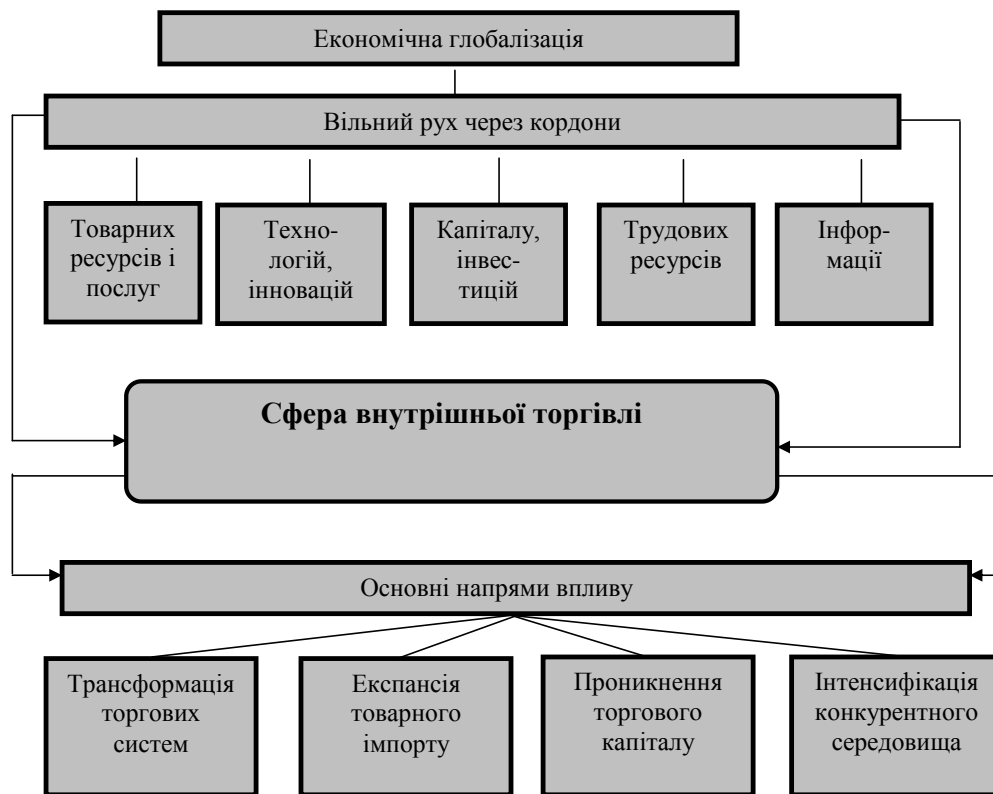 Економічна глобалізація
Вільний рух через кордони
Товарних
ресурсів і
послуг
Техно-
логій,
інновацій
Капіталу,
інвес-
тицій
Трудових
ресурсів
Інфор-
мації
Сфера внутрішньої торгівлі
Основні напрями впливу
Трансформація
торгових
систем
Експансія
товарного
імпорту
Проникнення
торгового
капіталу
Інтенсифікація
конкурентного
середовища